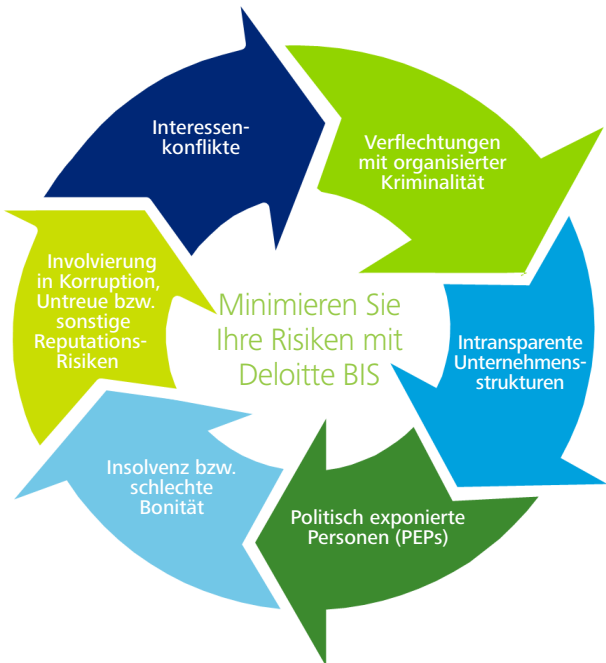 Interessen-
konflikte
Verflechtungen
mit organisierter
Kriminalität
Intransparente
Unternehmens-
strukturen
Politisch exponierte
Personen (PEPs)
Insolvenz bzw.
schlechte
Bonität
Involvierung
in Korruption,
Untreue bzw.
sonstige
Reputations-
Risiken
Minimieren Sie
Ihre Risiken mit
Deloitte BIS